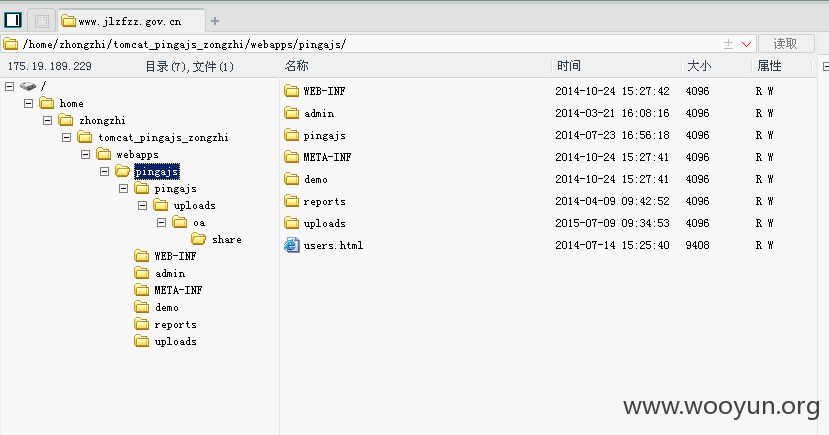 www.jlzfzz.gov.cn
/home/zhongzhi/tomcat_pingajs_zongzhi/webapps/pingajs/ 读取
175.19.189.229 目录(7),文件(1) 名称 时间 大小 属性
/
home
zhongzhi
tomcat_pingajs_zongzhi
webapps
pingajs
pingajs
uploads
oa
share
WEB-INF
admin
META-INF
demo
reports
uploads
WEB-INF 2014-10-24 15:27:42 4096 R W
admin 2014-03-21 16:08:16 4096 R W
pingajs 2014-07-23 16:56:18 4096 R W
META-INF 2014-10-24 15:27:41 4096 R W
demo 2014-10-24 15:27:41 4096 R W
reports 2014-04-09 09:42:52 4096 R W
uploads 2015-07-09 09:34:53 4096 R W
users.html 2014-07-14 15:25:40 9408 R W
www.wooyun.org